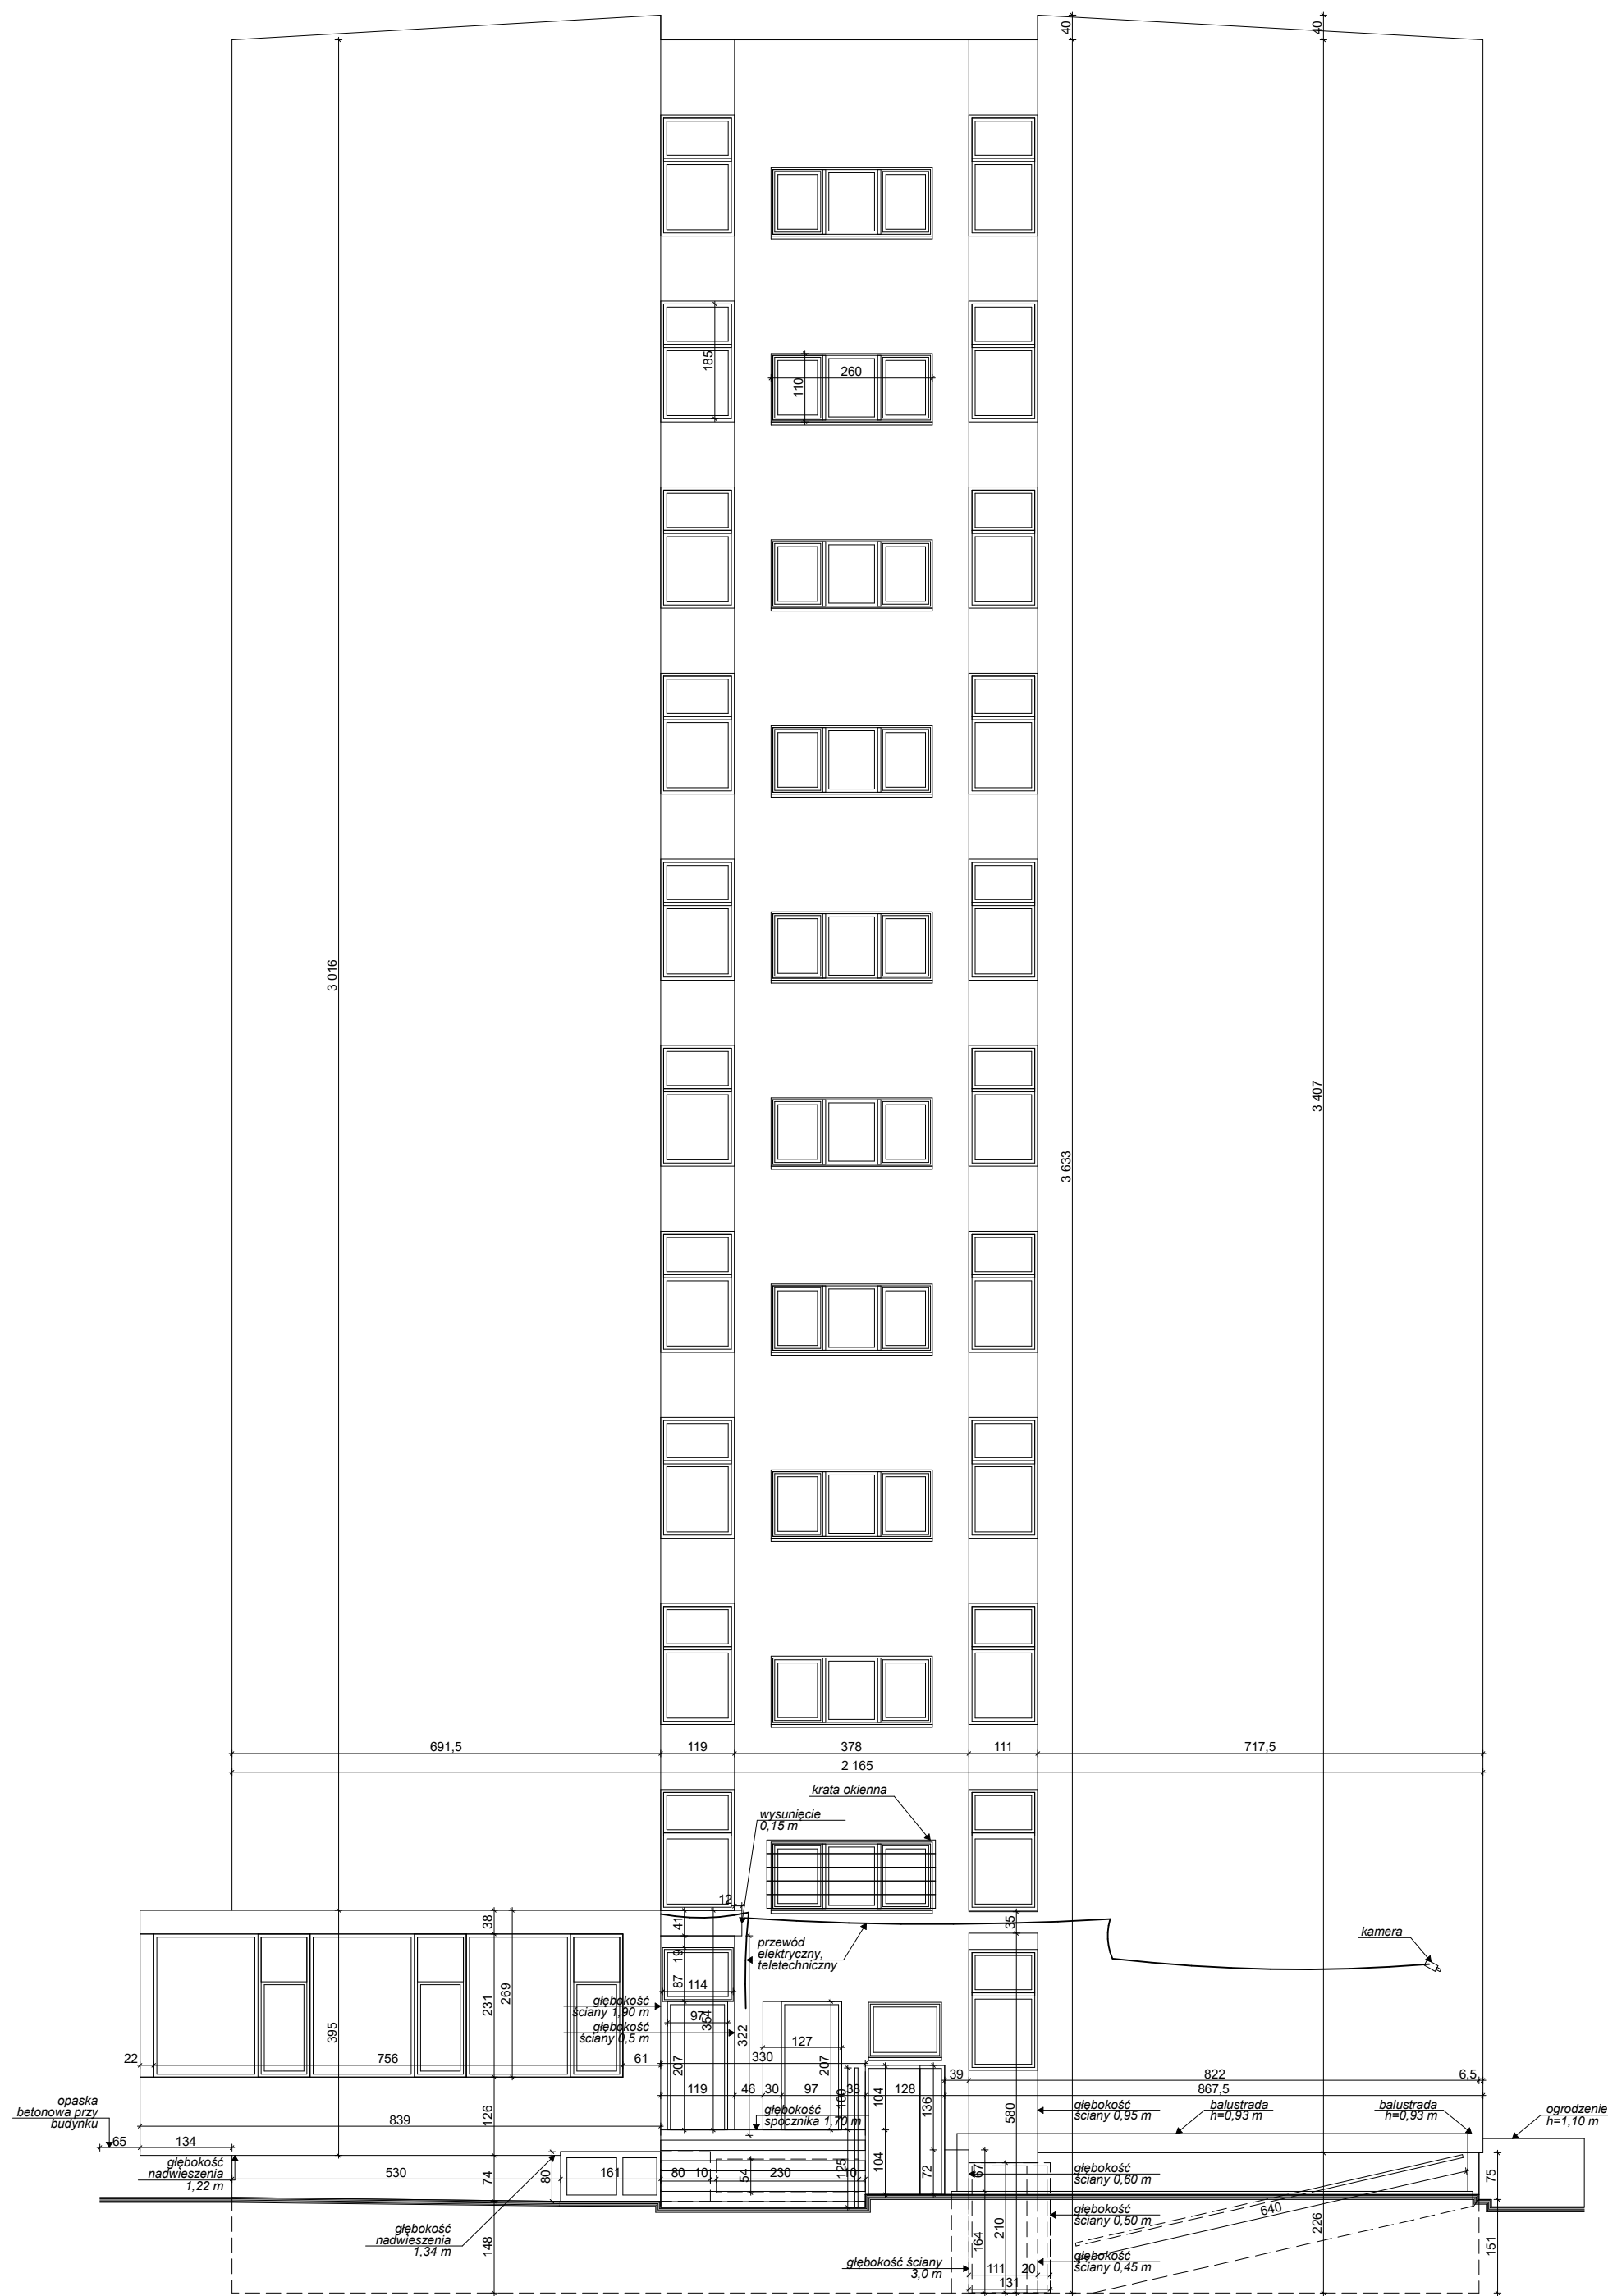 40
40
185
110
260
3 016
3 407
3 633
691,5
119
378
111
717,5
2 165
krata okienna
wysunięcie
0,15 m
12
38
41
35
kamera
przewód
elektryczny,
teletechniczny
19
87
114
231
269
głębokość
ściany 1,90 m
97
354
głębokość
ściany 0,5 m
322
127
395
22
756
61
330
207
207
39
822
6,5
119
46
30
97
38
128
867,5
100
104
136
126
839
głębokość
spocznika 1,70 m
580
głębokość
ściany 0,95 m
balustrada
h=0,93 m
balustrada
h=0,93 m
ogrodzenie
h=1,10 m
opaska
betonowa przy
budynku
65
134
głębokość
nadwieszenia
1,22 m
530
74
80
161
80
10
54
230
10
125
104
72
67
głębokość
ściany 0,60 m
75
640
głębokość
ściany 0,50 m
226
głębokość
nadwieszenia
1,34 m
148
164
210
151
głębokość ściany
3,0 m
111
20
głębokość
ściany 0,45 m
131